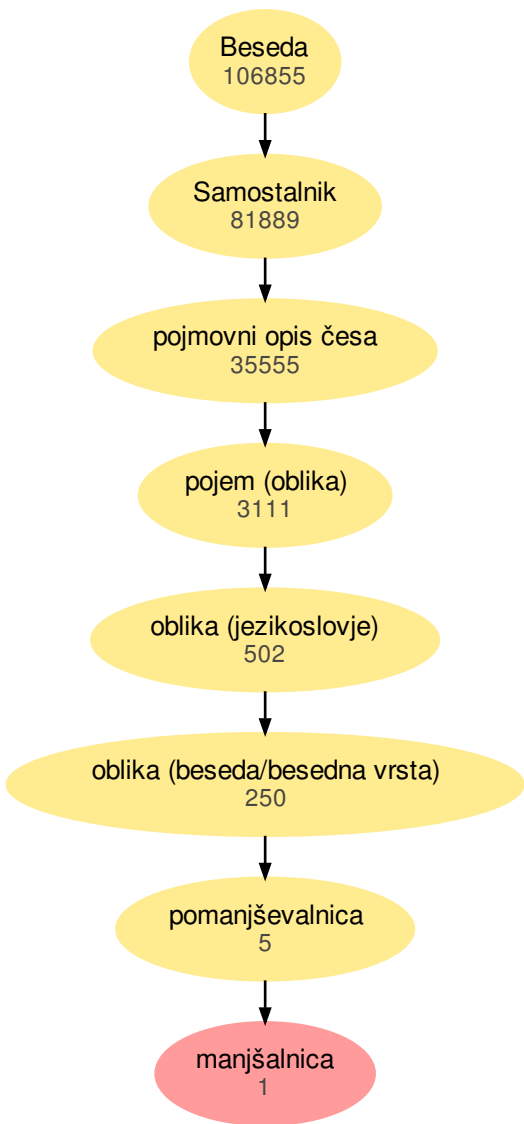 Beseda
106855
Samostalnik
81889
pojmovni opis česa
35555
pojem (oblika)
3111
oblika (jezikoslovje)
502
oblika (beseda/besedna vrsta)
250
pomanjševalnica
5
manjšalnica
1